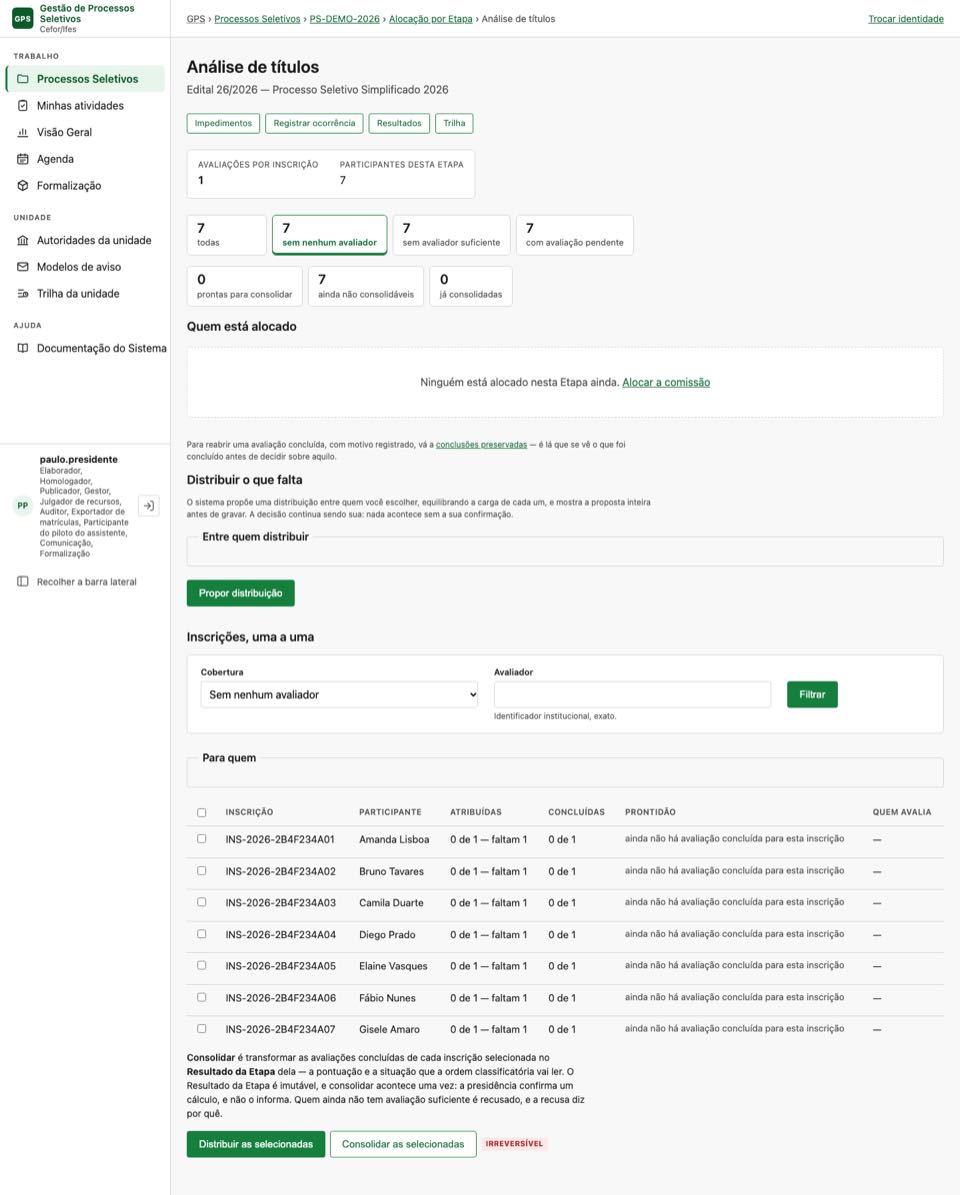 GPS
Gestão de Processos
Seletivos
Cefor/Ifes
GPS › Processos Seletivos › PS-DEMO-2026 › Alocação por Etapa › Análise de títulos
Trocar identidade
TRABALHO
Processos Seletivos
Minhas atividades
Visão Geral
Agenda
Formalização
UNIDADE
Autoridades da unidade
Modelos de aviso
Trilha da unidade
AJUDA
Documentação do Sistema
PP
paulo.presidente
Elaborador,
Homologador,
Publicador, Gestor,
Julgador de recursos,
Auditor, Exportador de
matrículas, Participante
do piloto do assistente,
Comunicação,
Formalização
Recolher a barra lateral
Análise de títulos
Edital 26/2026 — Processo Seletivo Simplificado 2026
Impedimentos
Registrar ocorrência
Resultados
Trilha
AVALIAÇÕES POR INSCRIÇÃO
1
PARTICIPANTES DESTA ETAPA
7
7
todas
7
sem nenhum avaliador
7
sem avaliador suficiente
7
com avaliação pendente
0
prontas para consolidar
7
ainda não consolidáveis
0
já consolidadas
Quem está alocado
Ninguém está alocado nesta Etapa ainda. Alocar a comissão
Para reabrir uma avaliação concluída, com motivo registrado, vá a conclusões preservadas — é lá que se vê o que foi
concluído antes de decidir sobre aquilo.
Distribuir o que falta
O sistema propõe uma distribuição entre quem você escolher, equilibrando a carga de cada um, e mostra a proposta inteira
antes de gravar. A decisão continua sendo sua: nada acontece sem a sua confirmação.
Entre quem distribuir
Propor distribuição
Inscrições, uma a uma
Cobertura
Sem nenhum avaliador
Avaliador
Identificador institucional, exato.
Filtrar
Para quem
INSCRIÇÃO PARTICIPANTE ATRIBUÍDAS CONCLUÍDAS PRONTIDÃO QUEM AVALIA
INS-2026-2B4F234A01 Amanda Lisboa 0 de 1 — faltam 1 0 de 1 ainda não há avaliação concluída para esta inscrição —
INS-2026-2B4F234A02 Bruno Tavares 0 de 1 — faltam 1 0 de 1 ainda não há avaliação concluída para esta inscrição —
INS-2026-2B4F234A03 Camila Duarte 0 de 1 — faltam 1 0 de 1 ainda não há avaliação concluída para esta inscrição —
INS-2026-2B4F234A04 Diego Prado 0 de 1 — faltam 1 0 de 1 ainda não há avaliação concluída para esta inscrição —
INS-2026-2B4F234A05 Elaine Vasques 0 de 1 — faltam 1 0 de 1 ainda não há avaliação concluída para esta inscrição —
INS-2026-2B4F234A06 Fábio Nunes 0 de 1 — faltam 1 0 de 1 ainda não há avaliação concluída para esta inscrição —
INS-2026-2B4F234A07 Gisele Amaro 0 de 1 — faltam 1 0 de 1 ainda não há avaliação concluída para esta inscrição —
Consolidar é transformar as avaliações concluídas de cada inscrição selecionada no
Resultado da Etapa dela — a pontuação e a situação que a ordem classificatória vai ler. O
Resultado da Etapa é imutável, e consolidar acontece uma vez: a presidência confirma um
cálculo, e não o informa. Quem ainda não tem avaliação suficiente é recusado, e a recusa diz
por quê.
Distribuir as selecionadas
Consolidar as selecionadas
IRREVERSÍVEL